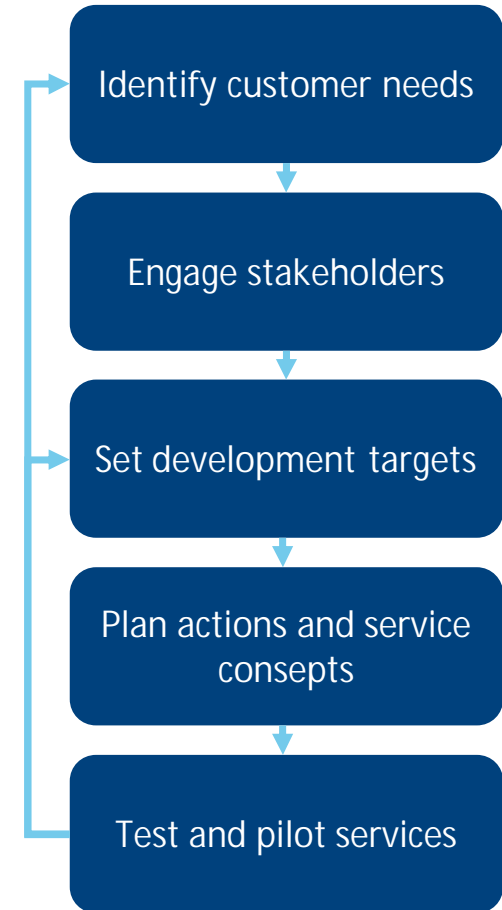 Identify customer needs
Engage stakeholders
Set development targets
Plan actions and service
consepts
Test and pilot services